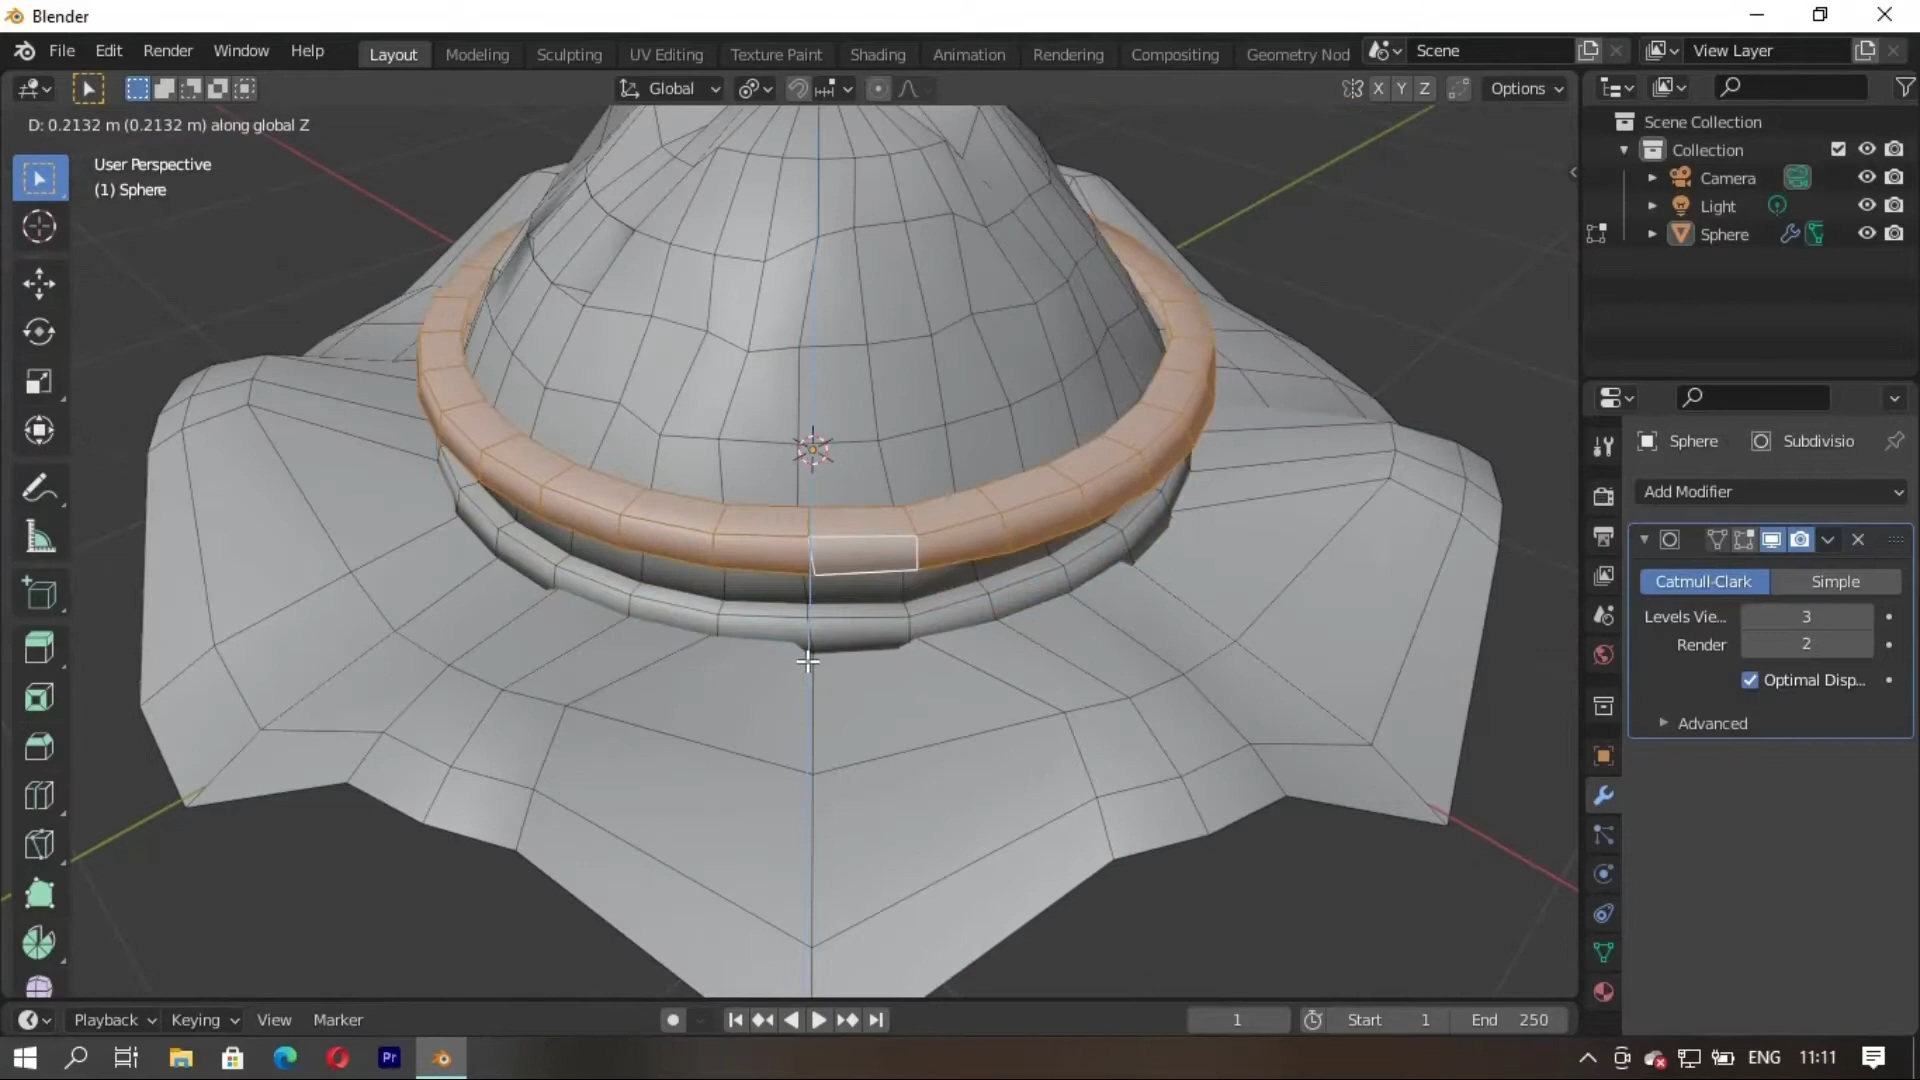 Blender
File Edit Render Window Help Layout Modeling Sculpting UV Editing Texture Paint Shading Animation Rendering Compositing Geometry Nod Scene View Layer
Global X Y Z Options
D: 0.2132 m (0.2132 m) along global Z
User Perspective
(1) Sphere
Scene Collection
Collection
Camera
Light
Sphere
Sphere Subdivisio
Add Modifier
Catmull-Clark Simple
Levels Vie... 3
Render 2
Optimal Disp...
Advanced
Playback Keying View Marker 1 Start 1 End 250
Pr ENG 11:11